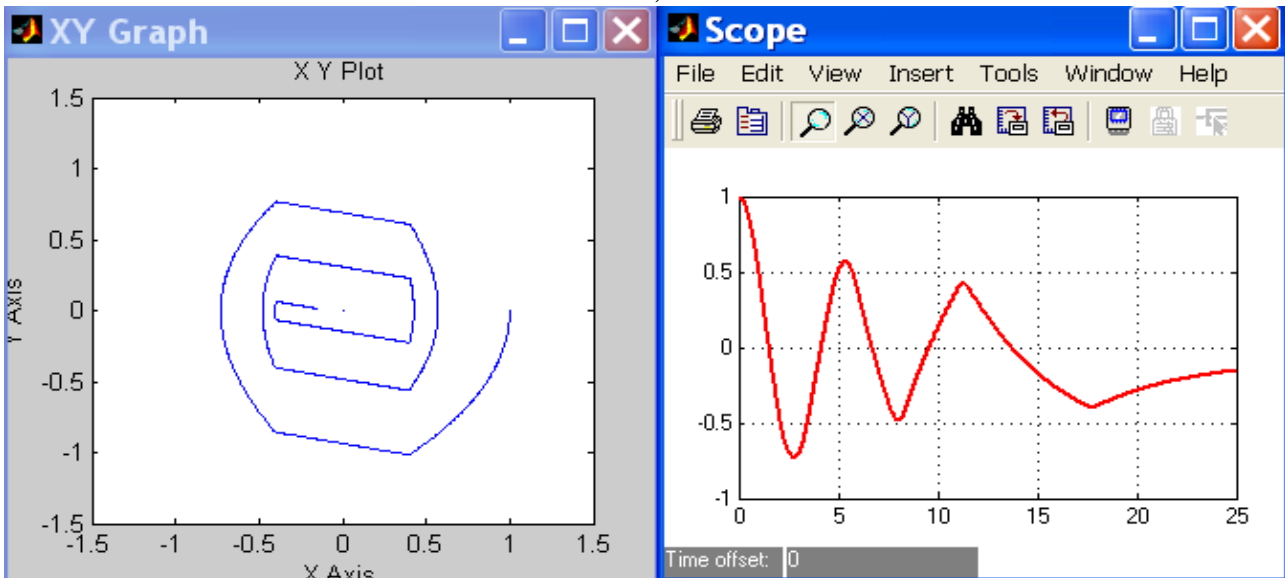 XY Graph
X Y Plot
1.5
1
0.5
0
-0.5
-1
-1.5
-1.5 -1 -0.5 0 0.5 1 1.5
Y Axis
X Axis
Scope
File Edit View Insert Tools Window Help
1
0.5
0
-0.5
-1
0 5 10 15 20 25
Time offset: 0